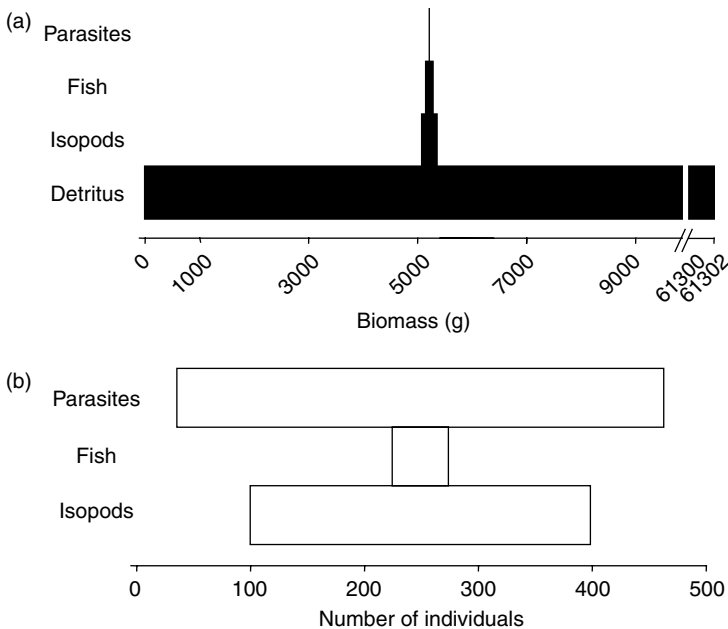 (a)
Parasites
Fish
Isopods
Detritus
0 1000 3000 5000 7000 9000 61300 61302
Biomass (g)
(b)
Parasites
Fish
Isopods
0 100 200 300 400 500
Number of individuals